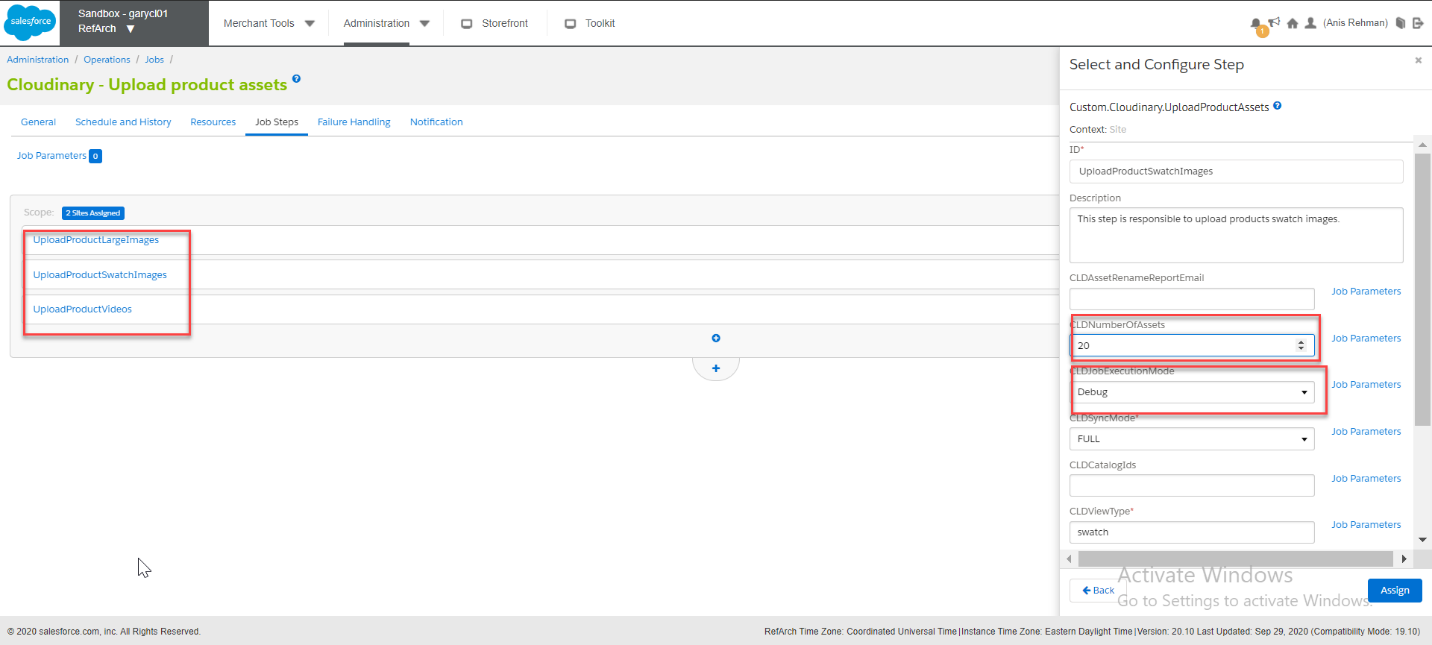 salesforce
Sandbox - garycl01
RefArch
Merchant Tools
Administration
Storefront
Toolkit
1
(Anis Rehman)
Administration / Operations / Jobs /
Cloudinary - Upload product assets ?
General
Schedule and History
Resources
Job Steps
Failure Handling
Notification
Job Parameters 0
Scope: 2 Sites Assigned
UploadProductLargeImages
UploadProductSwatchImages
UploadProductVideos
Select and Configure Step
Custom.Cloudinary.UploadProductAssets ?
Context: Site
ID*
UploadProductSwatchImages
Description
This step is responsible to upload products swatch images.
CLDAssetRenameReportEmail
Job Parameters
CLDNumberOfAssets
20
Job Parameters
CLDJobExecutionMode
Debug
Job Parameters
CLDSyncMode*
FULL
Job Parameters
CLDCatalogIds
Job Parameters
CLDViewType*
swatch
Job Parameters
Back
Assign
Activate Windows
Go to Settings to activate Windows.
© 2020 salesforce.com, inc. All Rights Reserved.
RefArch Time Zone: Coordinated Universal Time|Instance Time Zone: Eastern Daylight Time|Version: 20.10 Last Updated: Sep 29, 2020 (Compatibility Mode: 19.10)